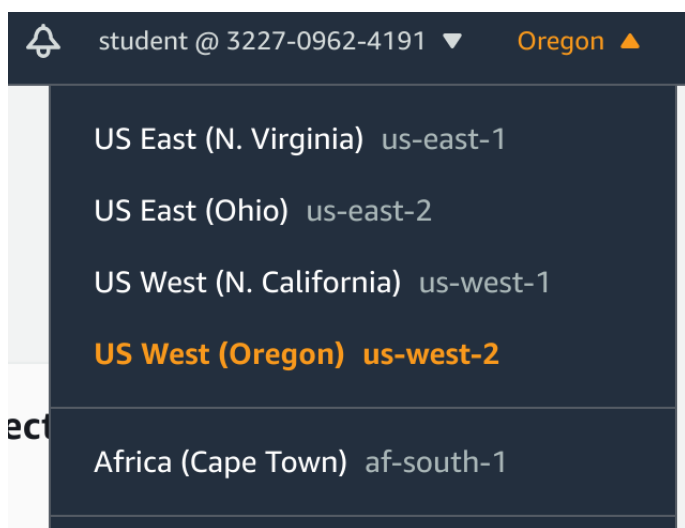 student @ 3227-0962-4191 ▼ Oregon ▲
US East (N. Virginia) us-east-1
US East (Ohio) us-east-2
US West (N. California) us-west-1
US West (Oregon) us-west-2
ect
Africa (Cape Town) af-south-1